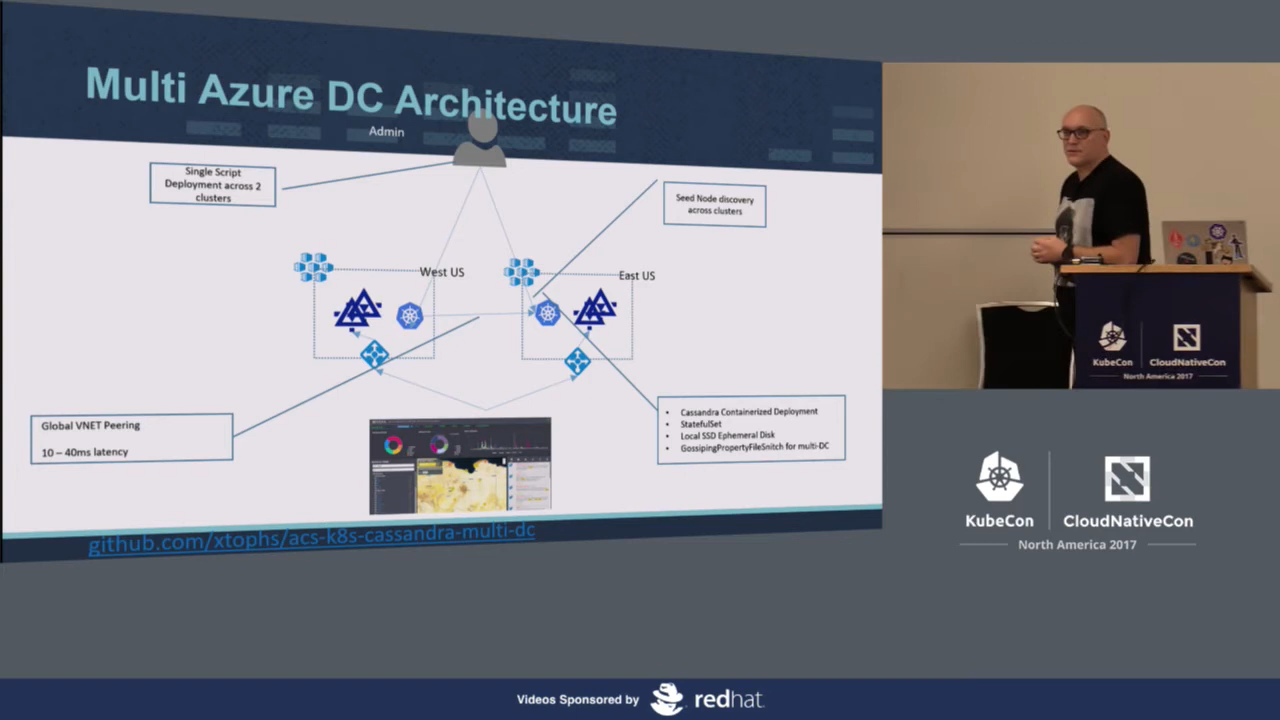 Multi Azure DC Architecture
Admin
Single Script
Deployment across 2
clusters
Seed Node discovery
across clusters
West US
East US
Global VNET Peering
10 – 40ms latency
• Cassandra Containerized Deployment
• StatefulSet
• Local SSD Ephemeral Disk
• GossipingPropertyFileSnitch for multi-DC
github.com/xtophs/acs-k8s-cassandra-multi-dc
KubeCon
CLOUDNATIVECON
North America 2017
KubeCon
CloudNativeCon
North America 2017
Videos Sponsored by
redhat.